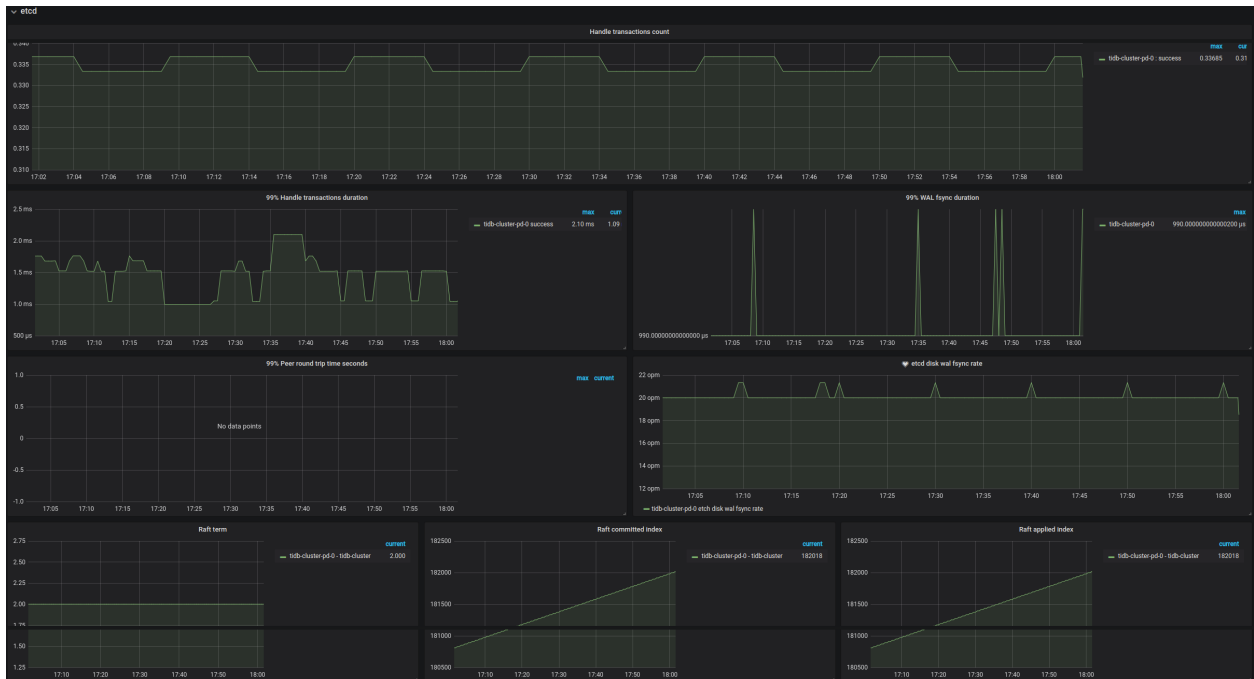 etcd
Handle transactions count
0.340
0.335
0.330
0.325
0.320
0.315
0.310
17:02 17:04 17:06 17:08 17:10 17:12 17:14 17:16 17:18 17:20 17:22 17:24 17:26 17:28 17:30 17:32 17:34 17:36 17:38 17:40 17:42 17:44 17:46 17:48 17:50 17:52 17:54 17:56 17:58 18:00
max cur
tidb-cluster-pd-0 : success 0.33685 0.31
99% Handle transactions duration
2.5 ms
2.0 ms
1.5 ms
1.0 ms
500 µs
17:05 17:10 17:15 17:20 17:25 17:30 17:35 17:40 17:45 17:50 17:55 18:00
max curr
tidb-cluster-pd-0 success 2.10 ms 1.09
99% WAL fsync duration
990.00000000000000 µs
17:05 17:10 17:15 17:20 17:25 17:30 17:35 17:40 17:45 17:50 17:55 18:00
max
tidb-cluster-pd-0 990.000000000000200 µs
99% Peer round trip time seconds
1.0
0.5
0
-0.5
-1.0
No data points
17:05 17:10 17:15 17:20 17:25 17:30 17:35 17:40 17:45 17:50 17:55 18:00
max current
etcd disk wal fsync rate
22 opm
20 opm
18 opm
16 opm
14 opm
12 opm
17:05 17:10 17:15 17:20 17:25 17:30 17:35 17:40 17:45 17:50 17:55 18:00
tidb-cluster-pd-0 etch disk wal fsync rate
Raft term
2.75
2.50
2.25
2.00
1.75
1.50
1.25
17:10 17:20 17:30 17:40 17:50 18:00
current
tidb-cluster-pd-0 - tidb-cluster 2.000
Raft committed index
182500
182000
181500
181000
180500
17:10 17:20 17:30 17:40 17:50 18:00
current
tidb-cluster-pd-0 - tidb-cluster 182018
Raft applied index
182500
182000
181500
181000
180500
17:10 17:20 17:30 17:40 17:50 18:00
current
tidb-cluster-pd-0 - tidb-cluster 182018